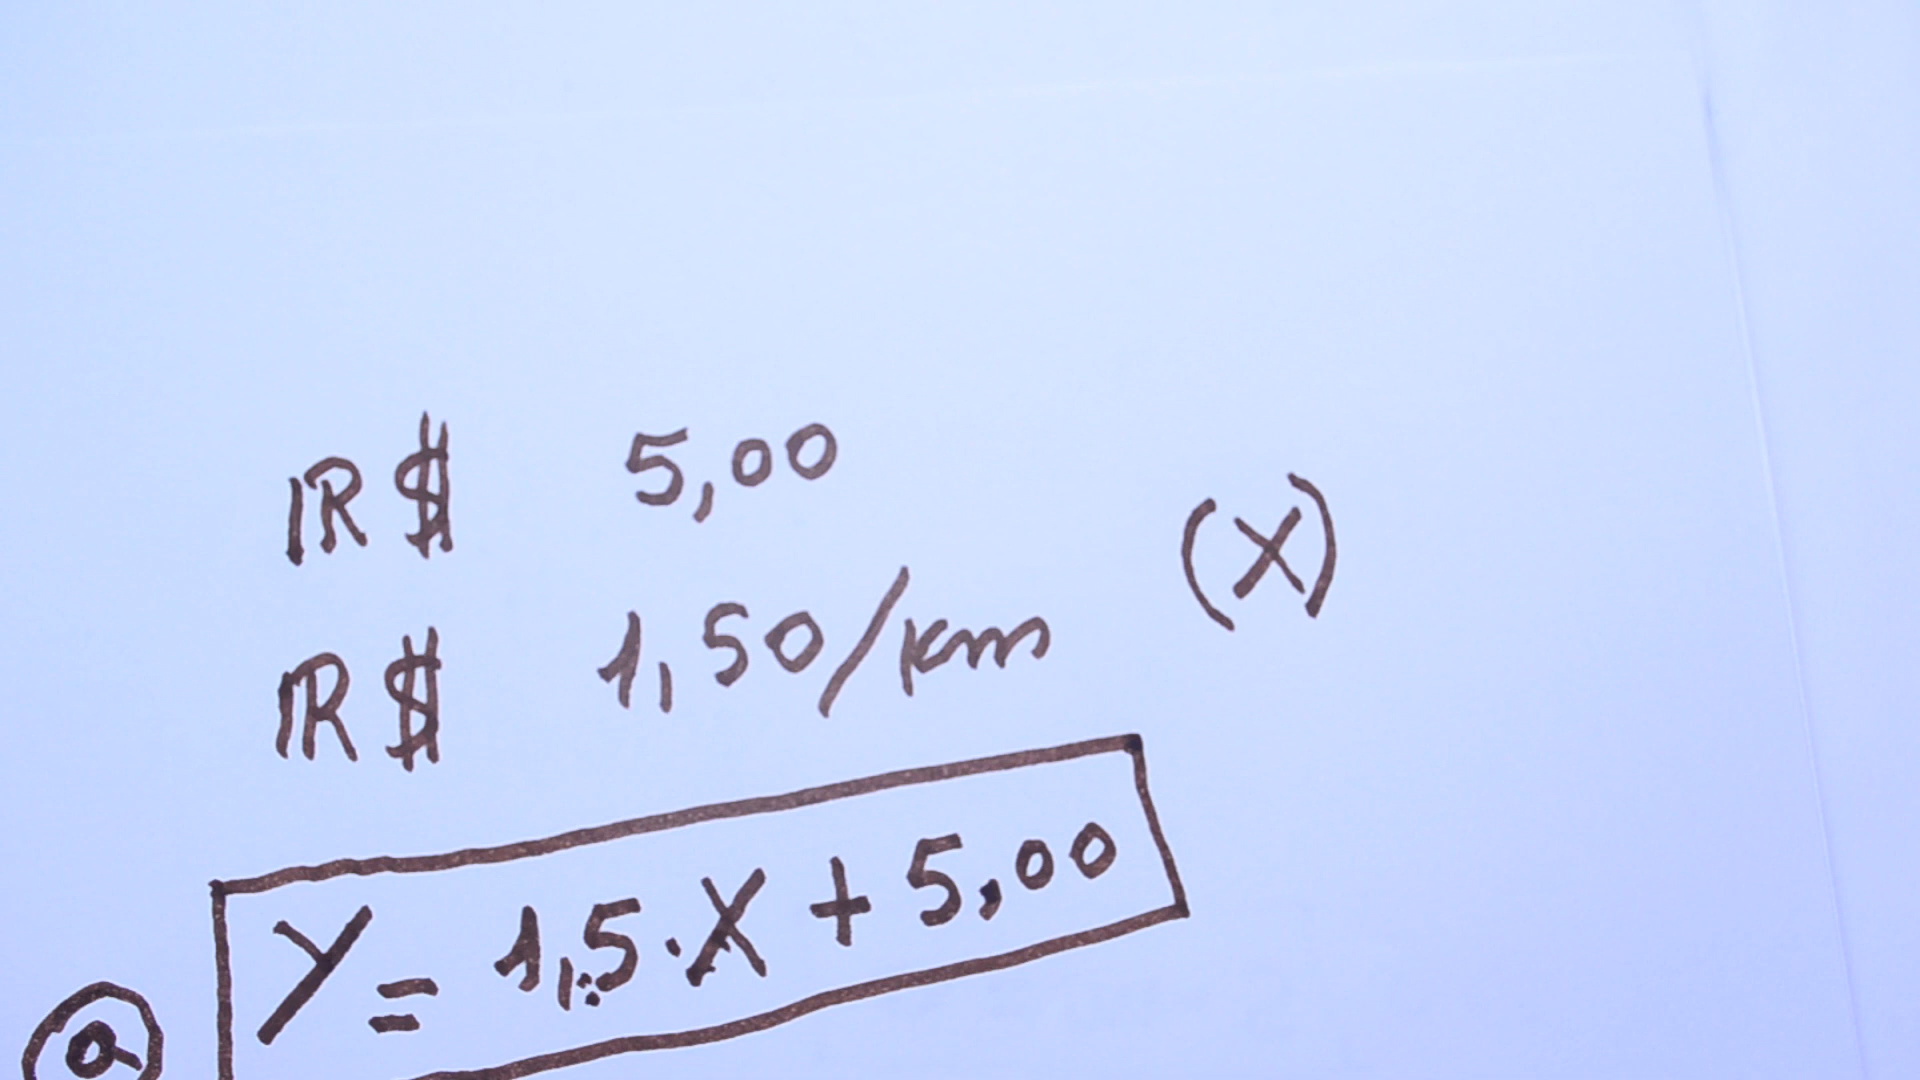 R$ 5,00
R$ 1,50/km (X)
a Y = 1,5.X + 5,00